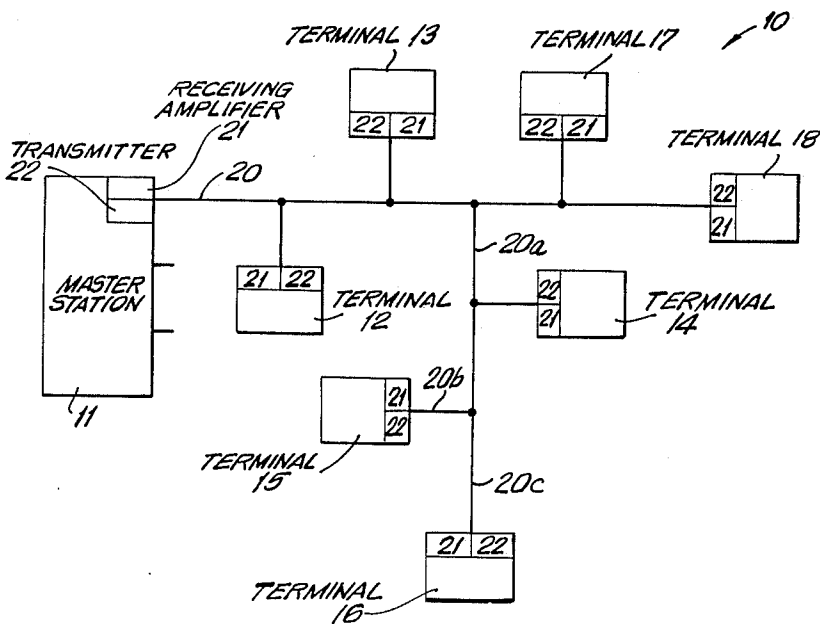 10
TERMINAL 13
TERMINAL 17
RECEIVING
AMPLIFIER
21
22 21
22 21
TRANSMITTER
22
20
TERMINAL 18
22
21
20a
MASTER
STATION
21 22
TERMINAL
12
22
21
TERMINAL
14
11
20b
21
22
TERMINAL
15
20c
21 22
TERMINAL
16